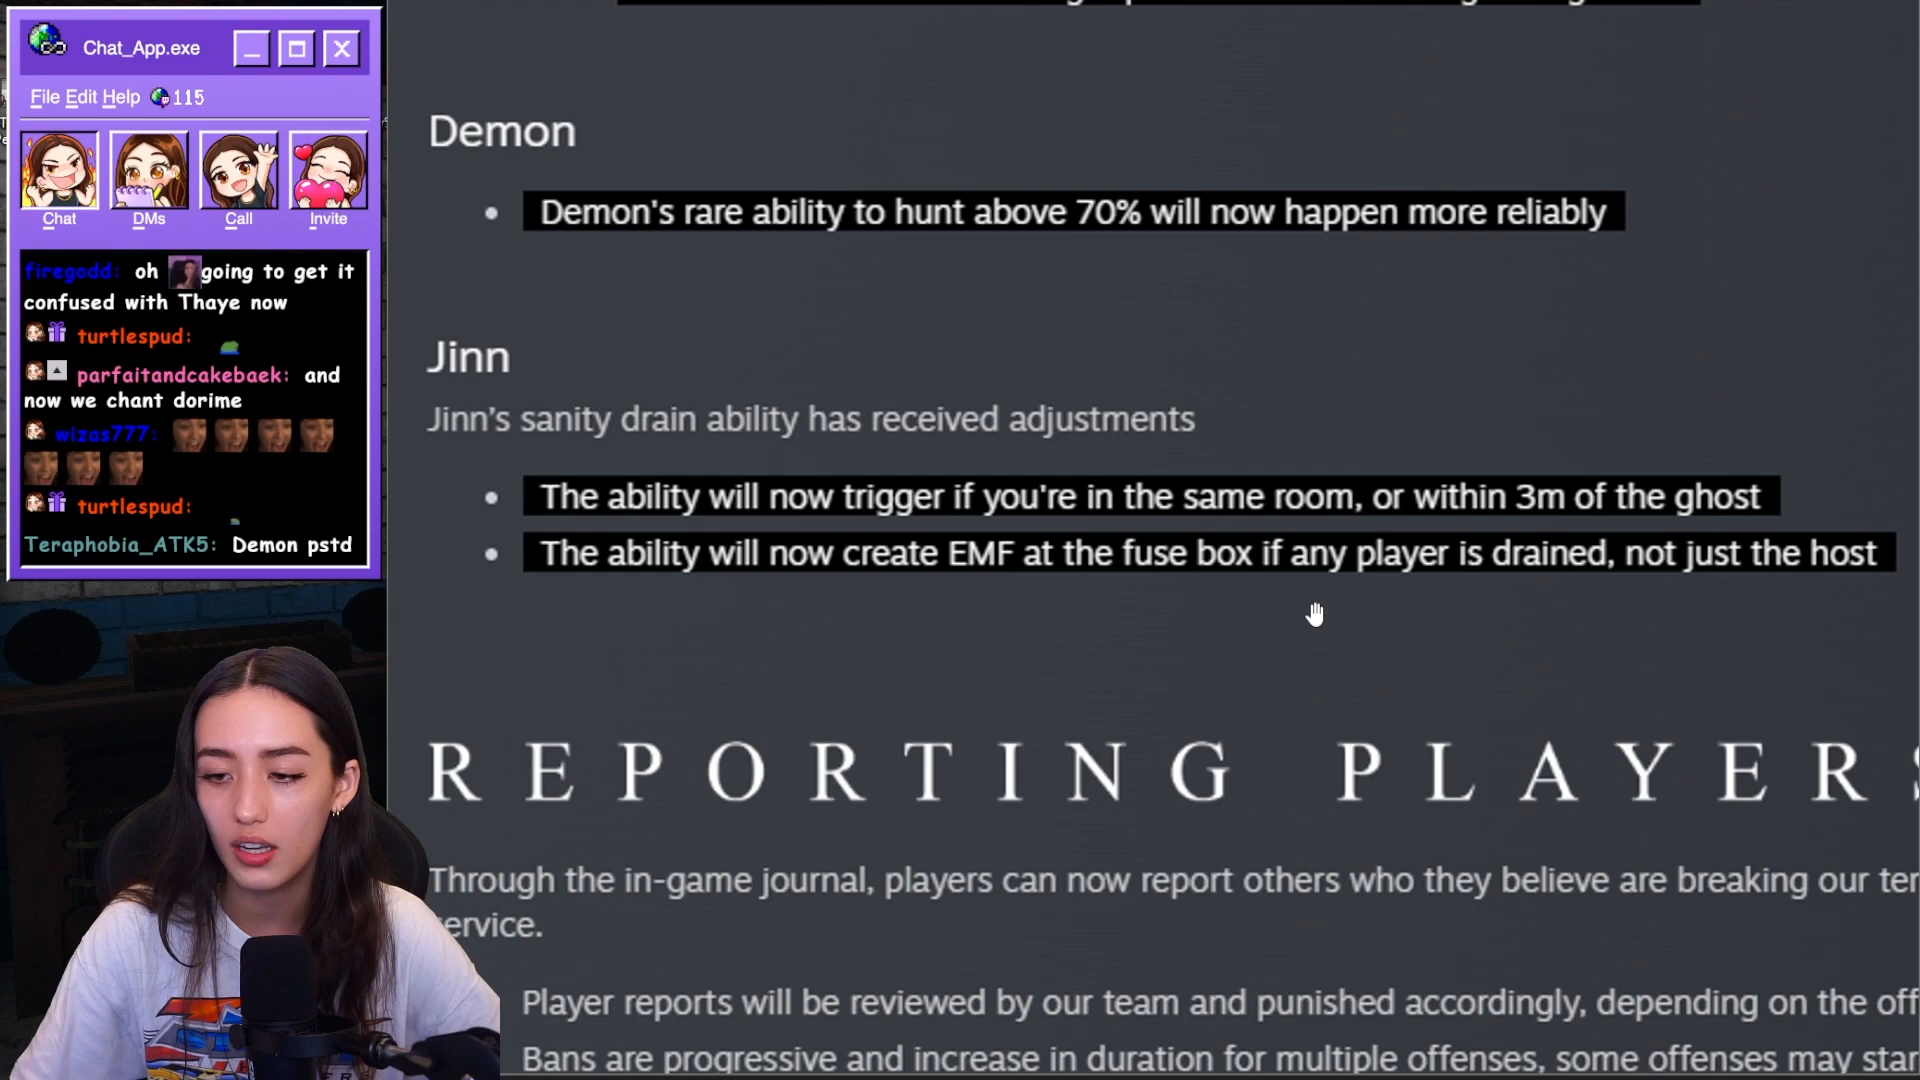 Chat_App.exe
File Edit Help 115
Chat DMs Call Invite
firegodd: oh going to get it
confused with Thaye now
turtlespud:
parfaitandcakebaek: and
now we chant dorime
wizas777:
turtlespud:
Teraphobia_ATK5: Demon pstd
Demon
• Demon's rare ability to hunt above 70% will now happen more reliably
Jinn
Jinn's sanity drain ability has received adjustments
• The ability will now trigger if you're in the same room, or within 3m of the ghost
• The ability will now create EMF at the fuse box if any player is drained, not just the host
REPORTING PLAYERS
Through the in-game journal, players can now report others who they believe are breaking our ter
service.
Player reports will be reviewed by our team and punished accordingly, depending on the off
Bans are progressive and increase in duration for multiple offenses, some offenses may star